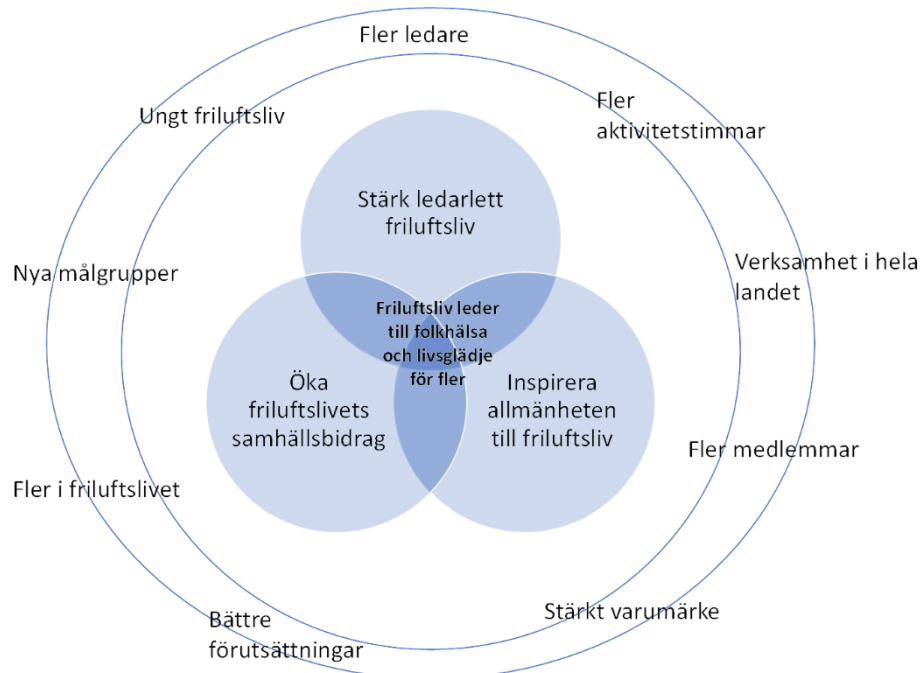 Fler ledare
Ungt friluftsliv
Fler
aktivitetstimmar
Stärk ledarlett
friluftsliv
Nya målgrupper
Verksamhet i hela
landet
Friluftsliv leder
till folkhälsa
och livsglädje
för fler
Öka
friluftslivets
samhällsbidrag
Inspirera
allmänheten
till friluftsliv
Fler medlemmar
Fler i friluftslivet
Stärkt varumärke
Bättre
förutsättningar